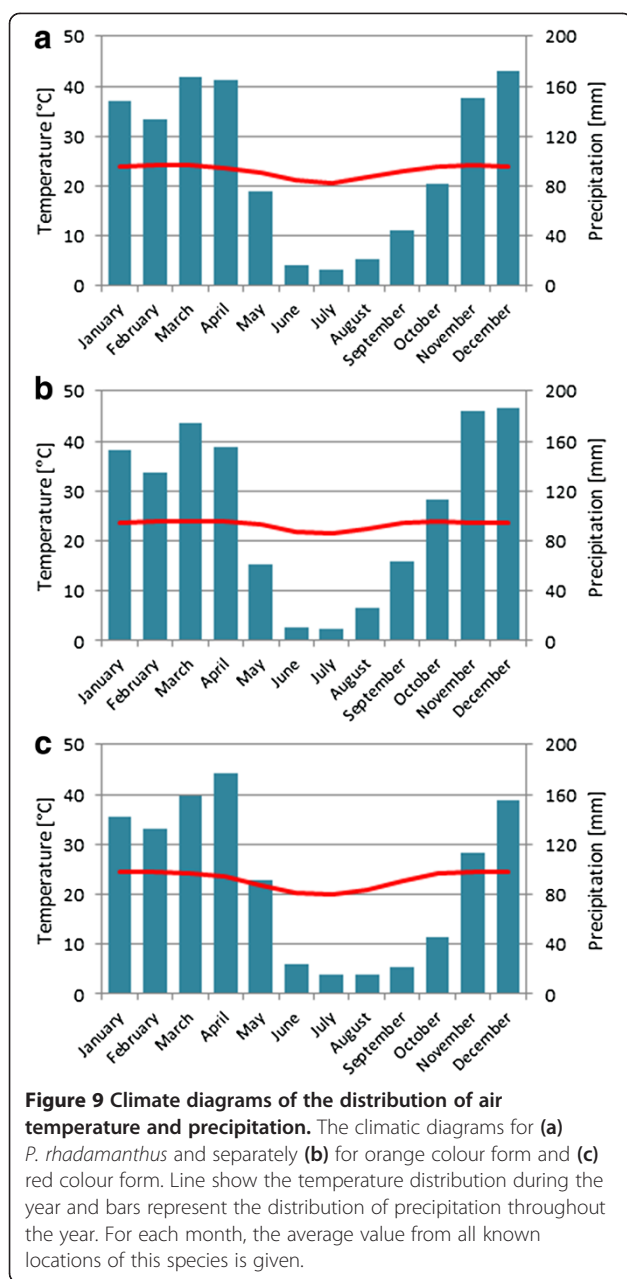 a
50
40
30
20
10
0
Temperature [°C]
200
160
120
80
40
0
Precipitation [mm]
January
February
March
April
May
June
July
August
September
October
November
December
b
50
40
30
20
10
0
Temperature [°C]
200
160
120
80
40
0
Precipitation [mm]
January
February
March
April
May
June
July
August
September
October
November
December
c
50
40
30
20
10
0
Temperature [°C]
200
160
120
80
40
0
Precipitation [mm]
January
February
March
April
May
June
July
August
September
October
November
December
Figure 9 Climate diagrams of the distribution of air
temperature and precipitation. The climatic diagrams for (a)
P. rhadamanthus and separately (b) for orange colour form and (c)
red colour form. Line show the temperature distribution during the
year and bars represent the distribution of precipitation throughout
the year. For each month, the average value from all known
locations of this species is given.